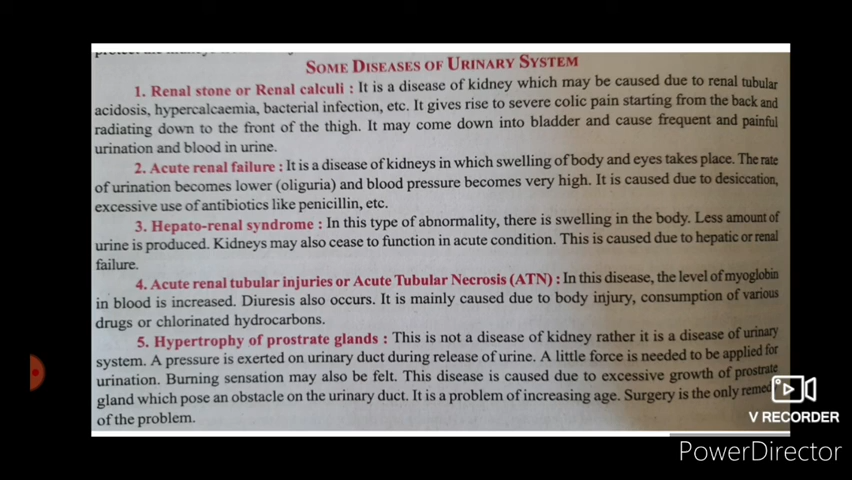 SOME DISEASES OF URINARY SYSTEM
1. Renal stone or Renal calculi : It is a disease of kidney which may be caused due to renal tubular
acidosis, hypercalcaemia, bacterial infection, etc. It gives rise to severe colic pain starting from the back and
radiating down to the front of the thigh. It may come down into bladder and cause frequent and painful
urination and blood in urine.
2. Acute renal failure : It is a disease of kidneys in which swelling of body and eyes takes place. The rate
of urination becomes lower (oliguria) and blood pressure becomes very high. It is caused due to desiccation,
excessive use of antibiotics like penicillin, etc.
3. Hepato-renal syndrome : In this type of abnormality, there is swelling in the body. Less amount of
urine is produced. Kidneys may also cease to function in acute condition. This is caused due to hepatic or renal
failure.
4. Acute renal tubular injuries or Acute Tubular Necrosis (ATN) : In this disease, the level of myoglobin
in blood is increased. Diuresis also occurs. It is mainly caused due to body injury, consumption of various
drugs or chlorinated hydrocarbons.
5. Hypertrophy of prostrate glands : This is not a disease of kidney rather it is a disease of urinary
system. A pressure is exerted on urinary duct during release of urine. A little force is needed to be applied for
urination. Burning sensation may also be felt. This disease is caused due to excessive growth of prostrate
gland which pose an obstacle on the urinary duct. It is a problem of increasing age. Surgery is the only remed
of the problem.
V RECORDER
PowerDirector